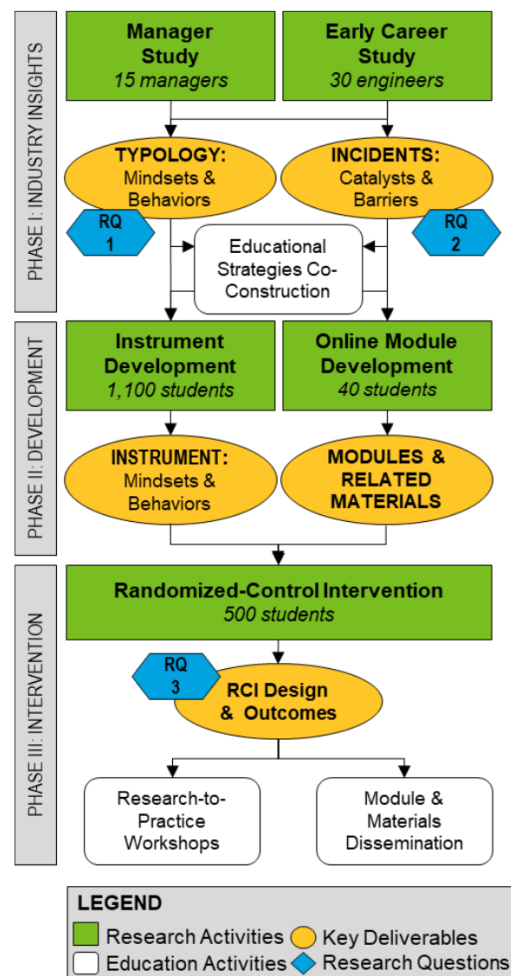 PHASE I: INDUSTRY INSIGHTS
Manager
Study
15 managers
Early Career
Study
30 engineers
TYPOLOGY:
Mindsets &
Behaviors
INCIDENTS:
Catalysts &
Barriers
RQ
1
RQ
2
Educational
Strategies Co-
Construction
PHASE II: DEVELOPMENT
Instrument
Development
1,100 students
Online Module
Development
40 students
INSTRUMENT:
Mindsets &
Behaviors
MODULES &
RELATED
MATERIALS
PHASE III: INTERVENTION
Randomized-Control Intervention
500 students
RQ
3
RCI Design
& Outcomes
Research-to-
Practice
Workshops
Module &
Materials
Dissemination
LEGEND
Research Activities
Key Deliverables
Education Activities
Research Questions